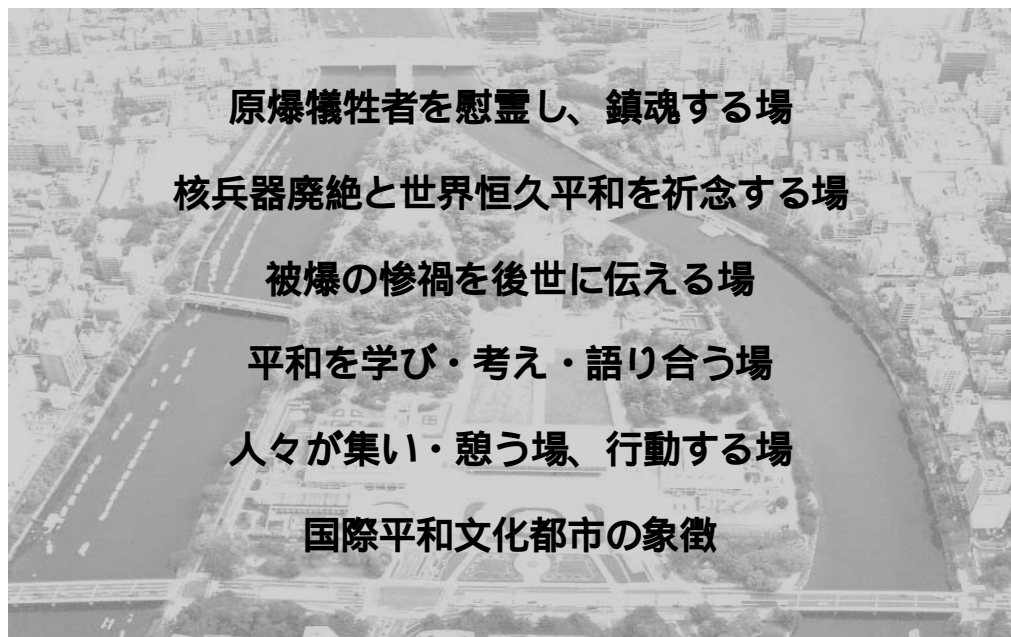 原爆犠牲者を慰霊し、鎮魂する場
核兵器廃絶と世界恒久平和を祈念する場
被爆の惨禍を後世に伝える場
平和を学び・考え・語り合う場
人々が集い・憩う場、行動する場
国際平和文化都市の象徴